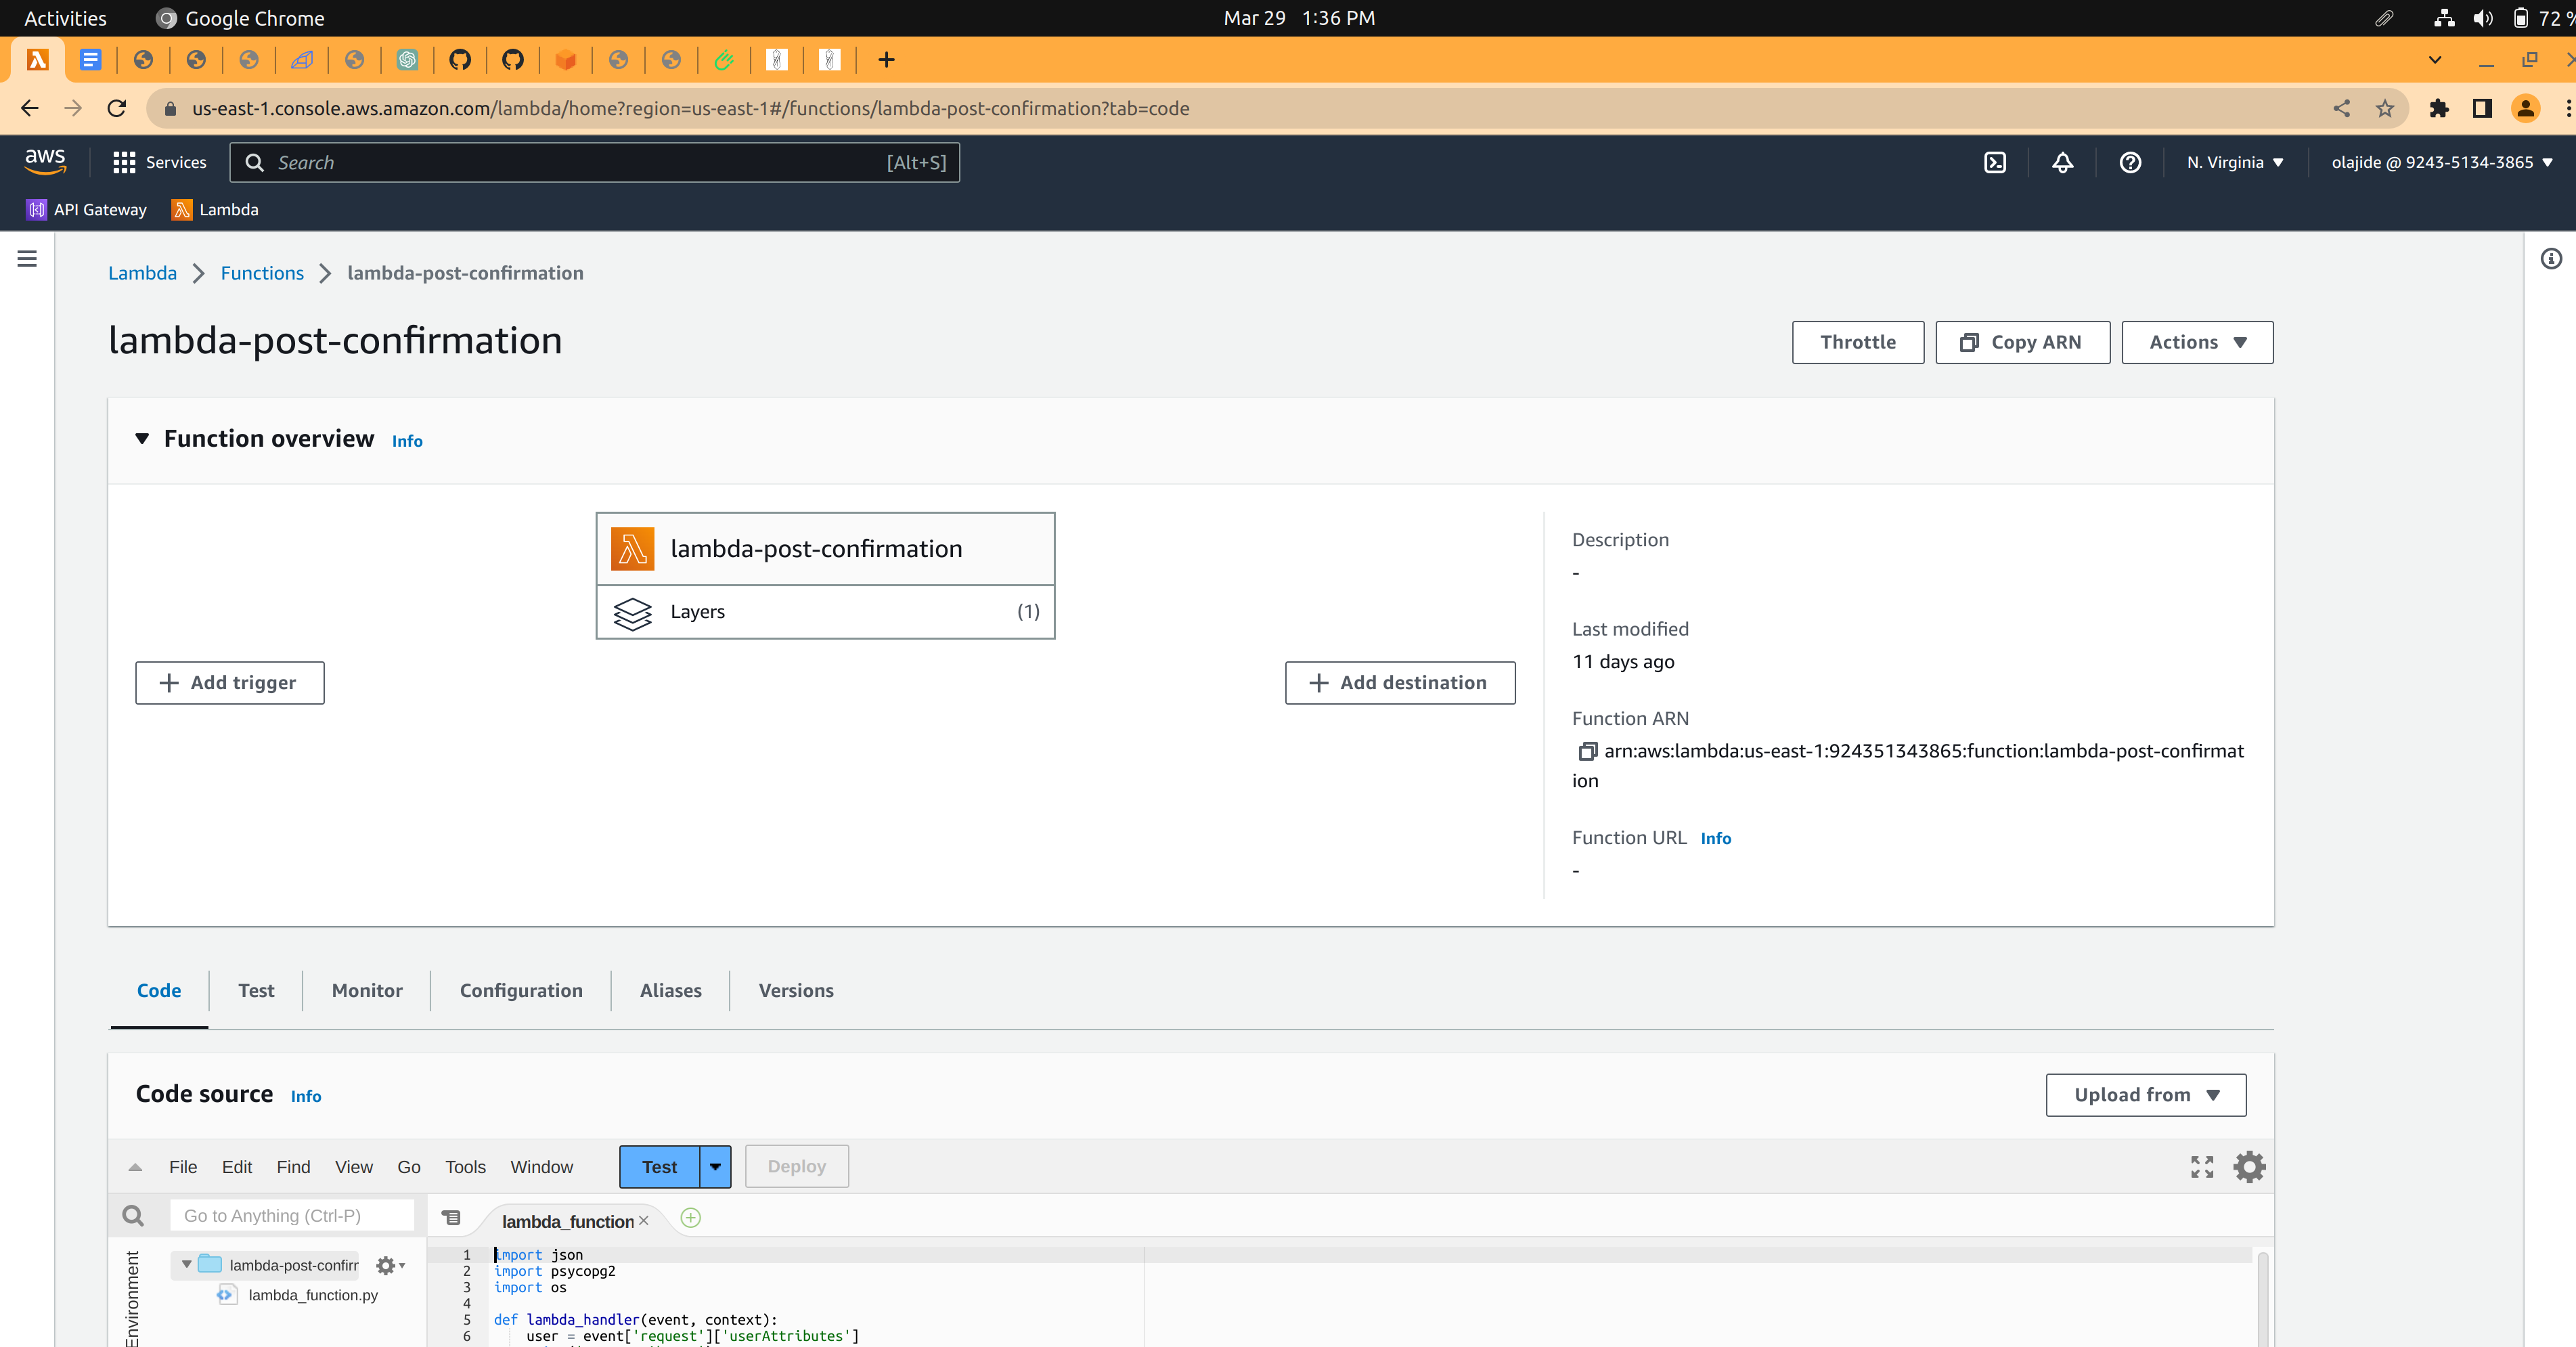 Activities Google Chrome Mar 29 1:36 PM 72 %
us-east-1.console.aws.amazon.com/lambda/home?region=us-east-1#/functions/lambda-post-confirmation?tab=code
aws Services Search [Alt+S] N. Virginia olajide @ 9243-5134-3865
API Gateway Lambda
Lambda Functions lambda-post-confirmation
lambda-post-confirmation
Throttle Copy ARN Actions
Function overview Info
lambda-post-confirmation
Layers (1)
Add trigger
Add destination
Description
-
Last modified
11 days ago
Function ARN
arn:aws:lambda:us-east-1:924351343865:function:lambda-post-confirmat
ion
Function URL Info
-
Code Test Monitor Configuration Aliases Versions
Code source Info
Upload from
File Edit Find View Go Tools Window Test Deploy
Go to Anything (Ctrl-P)
lambda_function
Environment
lambda-post-confirr
lambda_function.py
1 import json
2 import psycopg2
3 import os
4
5 def lambda_handler(event, context):
6 user = event['request']['userAttributes']